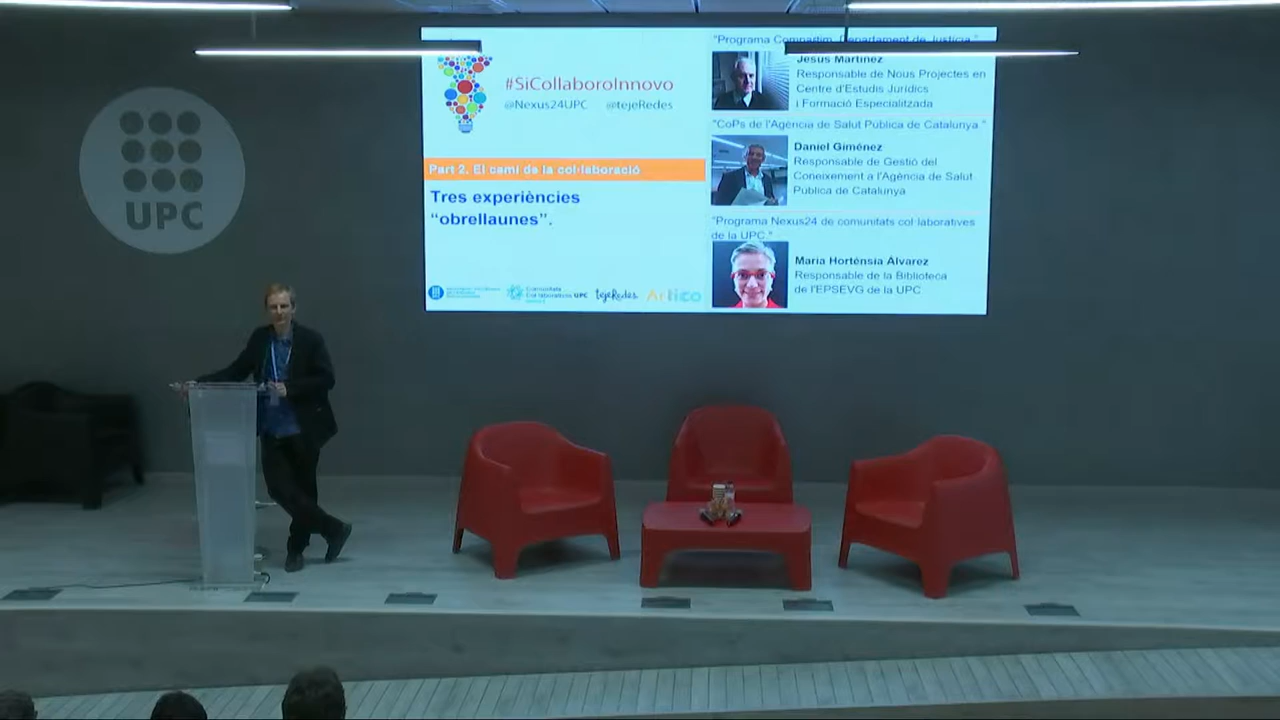 UPC
#SiCollaboroInnovo
@Nexus24UPC @tejeRedes
Part 2. El camí de la col·laboració
Tres experiències
“obrellaunes”.
UPC tejeRedes Artico
"Programa Compartim. Departament de Justícia."
Jesús Martínez
Responsable de Nous Projectes en
Centre d'Estudis Jurídics
i Formació Especialitzada
"CoPs de l'Agència de Salut Pública de Catalunya "
Daniel Giménez
Responsable de Gestió del
Coneixement a l'Agència de Salut
Pública de Catalunya
"Programa Nexus24 de comunitats col·laboratives
de la UPC."
Maria Horténsia Álvarez
Responsable de la Biblioteca
de l'EPSEVG de la UPC